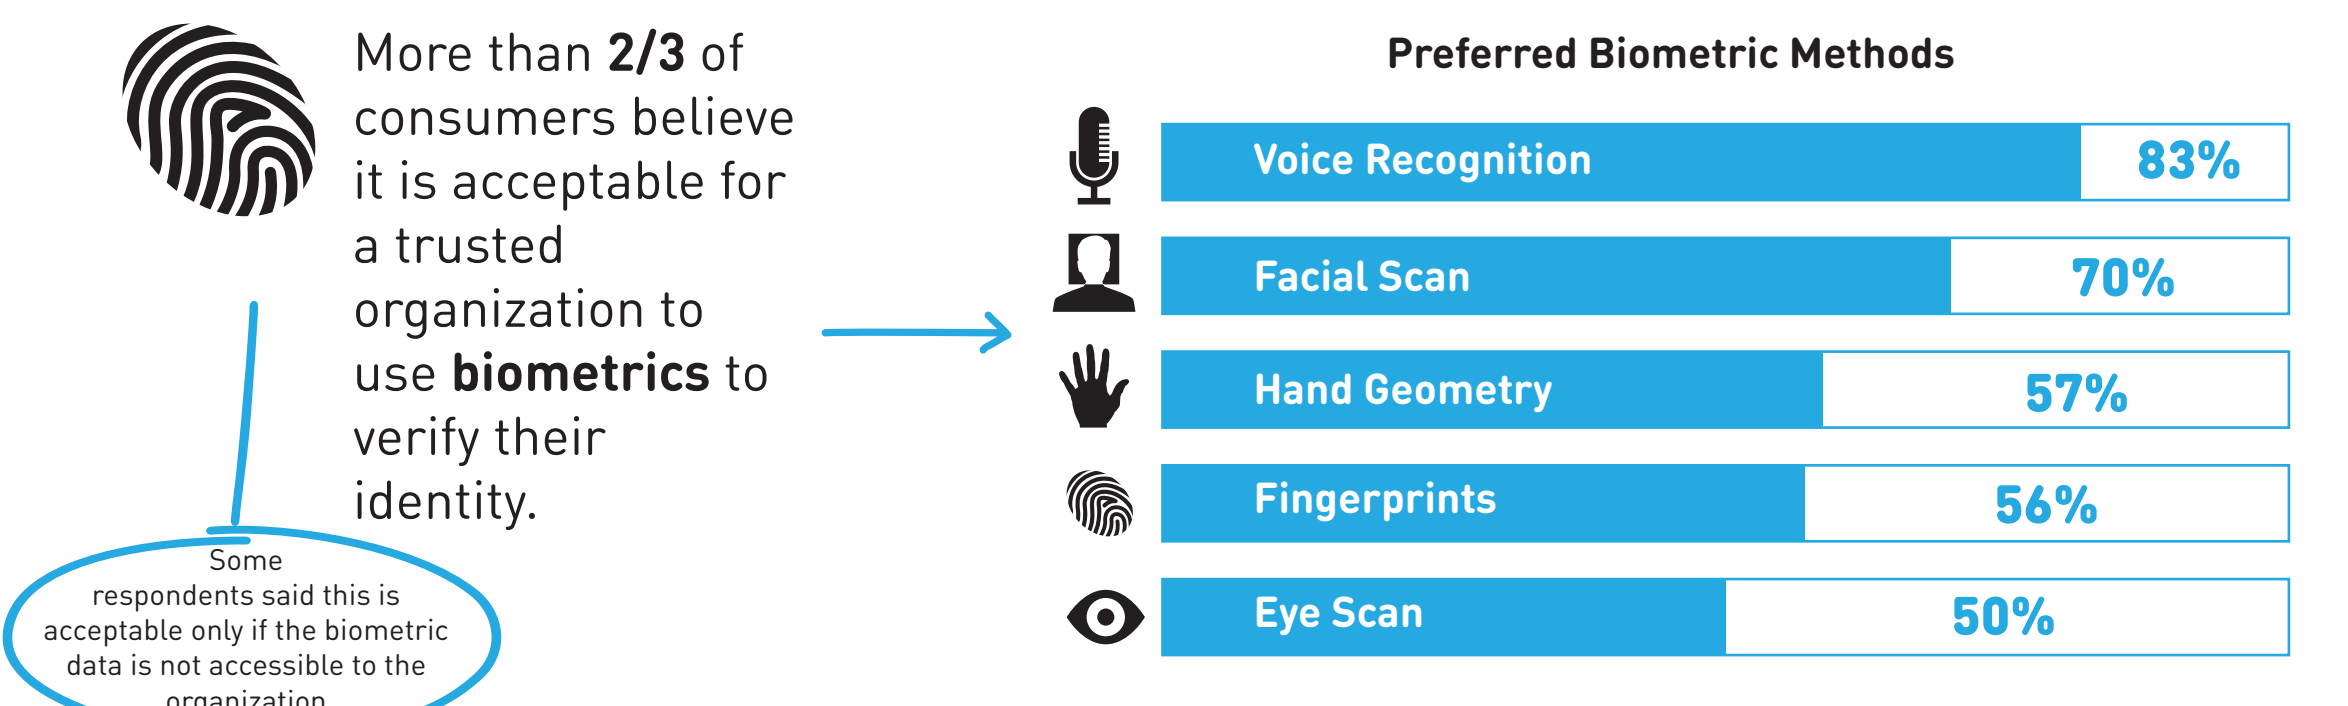 More than 2/3 of
consumers believe
it is acceptable for
a trusted
organization to
use biometrics to
verify their
identity.
Some
respondents said this is
acceptable only if the biometric
data is not accessible to the
organization
Preferred Biometric Methods
Voice Recognition 83%
Facial Scan 70%
Hand Geometry 57%
Fingerprints 56%
Eye Scan 50%